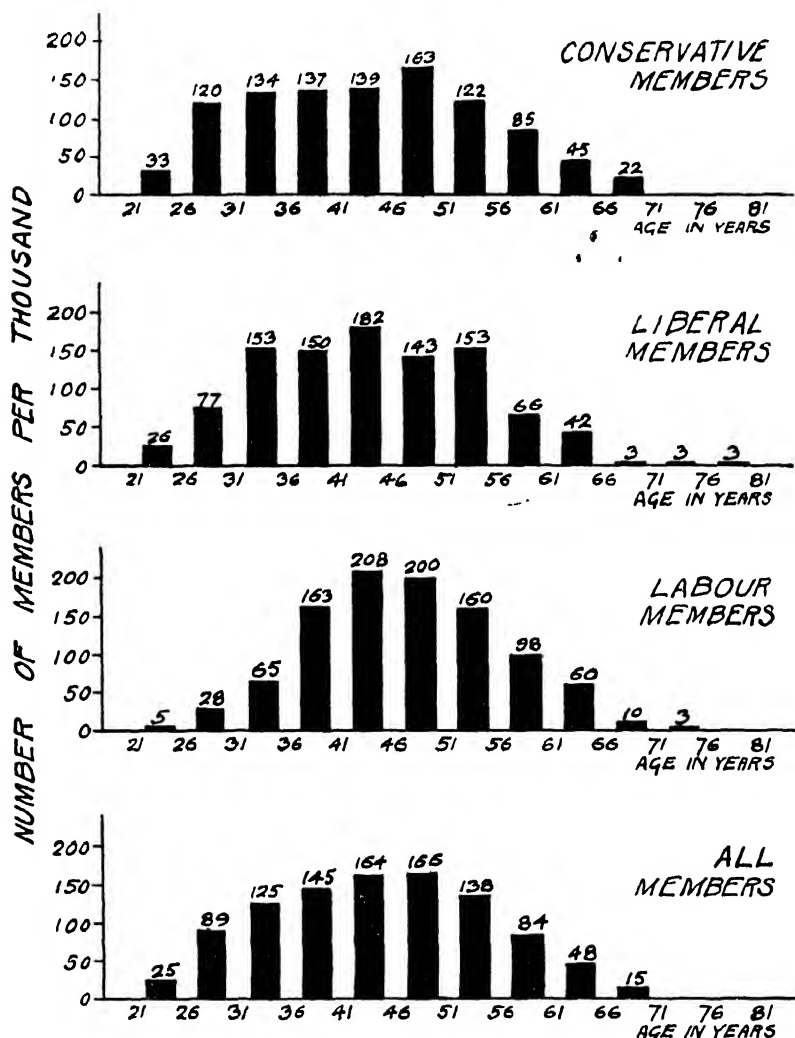 NUMBER OF MEMBERS PER THOUSAND
CONSERVATIVE
MEMBERS
200
150
100
50
0
33 120 134 137 139 163 122 85 45 22
21 26 31 36 41 46 51 56 61 66 71 76 81
AGE IN YEARS
LIBERAL
MEMBERS
200
150
100
50
0
26 77 153 150 182 143 153 66 42 3 3 3
21 26 31 36 41 46 51 56 61 66 71 76 81
AGE IN YEARS
LABOUR
MEMBERS
200
150
100
50
0
5 28 65 163 208 200 160 98 60 10 3
21 26 31 36 41 46 51 56 61 66 71 76 81
AGE IN YEARS
ALL
MEMBERS
200
150
100
50
0
25 89 125 145 164 166 138 84 48 15
21 26 31 36 41 46 51 56 61 66 71 76 81
AGE IN YEARS